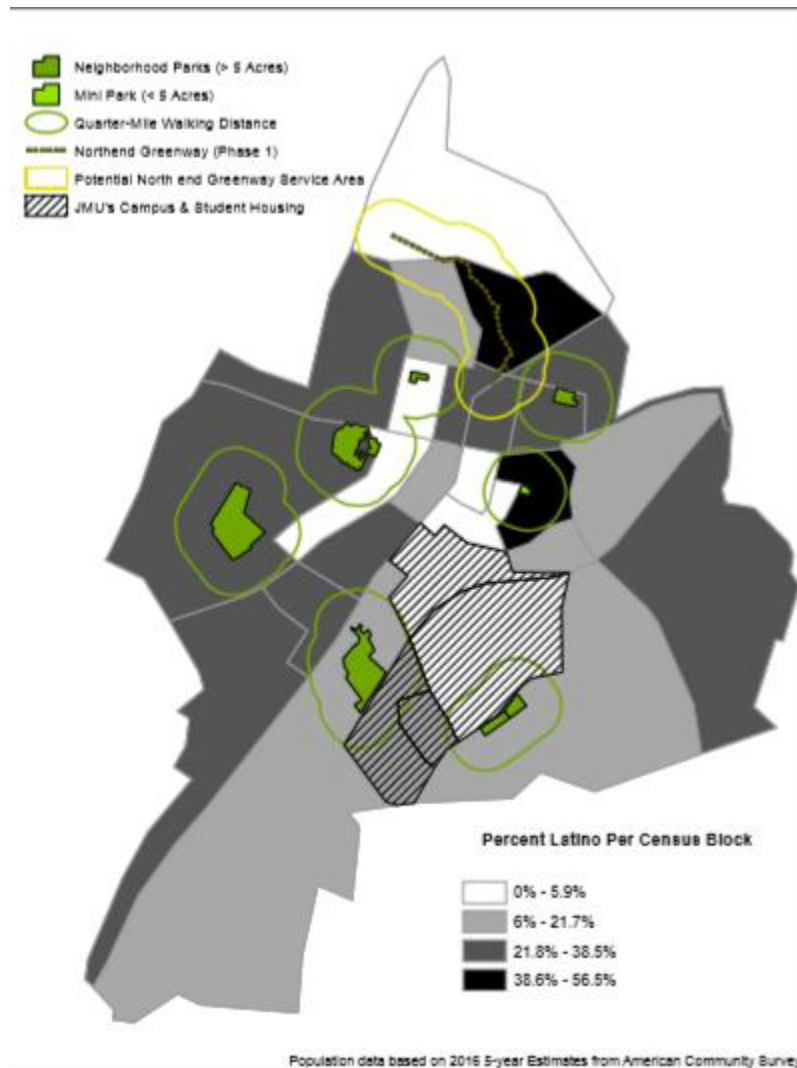 Neighborhood Parks (> 5 Acres)
Mini Park (< 5 Acres)
Quarter-Mile Walking Distance
Northend Greenway (Phase 1)
Potential North end Greenway Service Area
JMU's Campus & Student Housing
Percent Latino Per Census Block
0% - 5.9%
6% - 21.7%
21.8% - 38.5%
38.6% - 56.5%
Population data based on 2016 5-year Estimates from American Community Survey